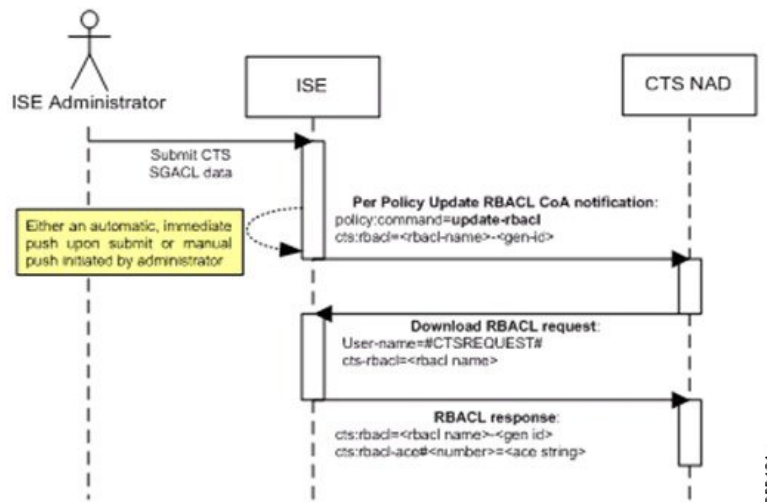 ISE
CTS NAD
ISE Administrator
Submit CTS
SGACL data
Either an automatic, immediate
push upon submit or manual
push initiated by administrator
Per Policy Update RBACL CoA notification:
policy:command=update-rbacl
cts:rbacl=<rbacl-name>-<gen-id>
Download RBACL request:
User-name=#CTSREQUEST#
cts-rbacl=<rbacl name>
RBACL response:
cts:rbacl=<rbacl name>-<gen id>
cts:rbacl-ace#<number>=<ace string>